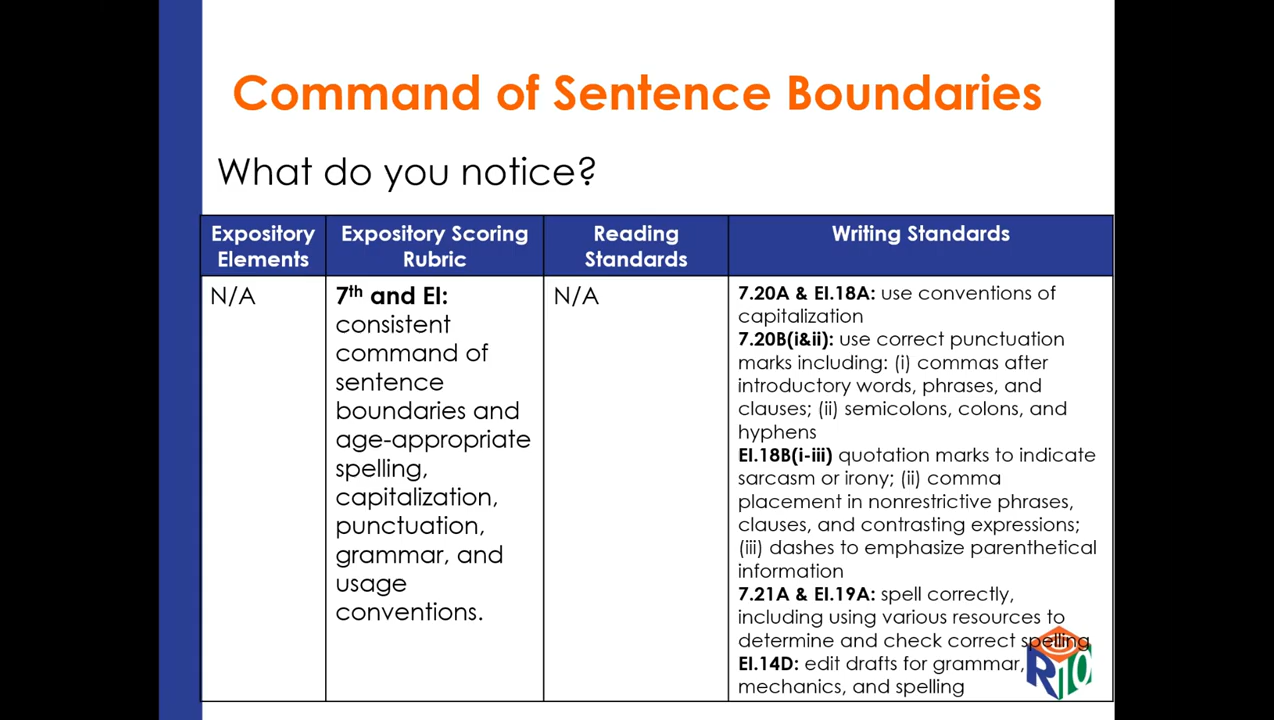 Command of Sentence Boundaries
What do you notice?
Expository
Elements
Expository Scoring
Rubric
Reading
Standards
Writing Standards
N/A
7th and EI:
consistent
command of
sentence
boundaries and
age-appropriate
spelling,
capitalization,
punctuation,
grammar, and
usage
conventions.
N/A
7.20A & EI.18A: use conventions of
capitalization
7.20B(i&ii): use correct punctuation
marks including: (i) commas after
introductory words, phrases, and
clauses; (ii) semicolons, colons, and
hyphens
EI.18B(i-iii) quotation marks to indicate
sarcasm or irony; (ii) comma
placement in nonrestrictive phrases,
clauses, and contrasting expressions;
(iii) dashes to emphasize parenthetical
information
7.21A & EI.19A: spell correctly,
including using various resources to
determine and check correct spelling
EI.14D: edit drafts for grammar,
mechanics, and spelling
R10